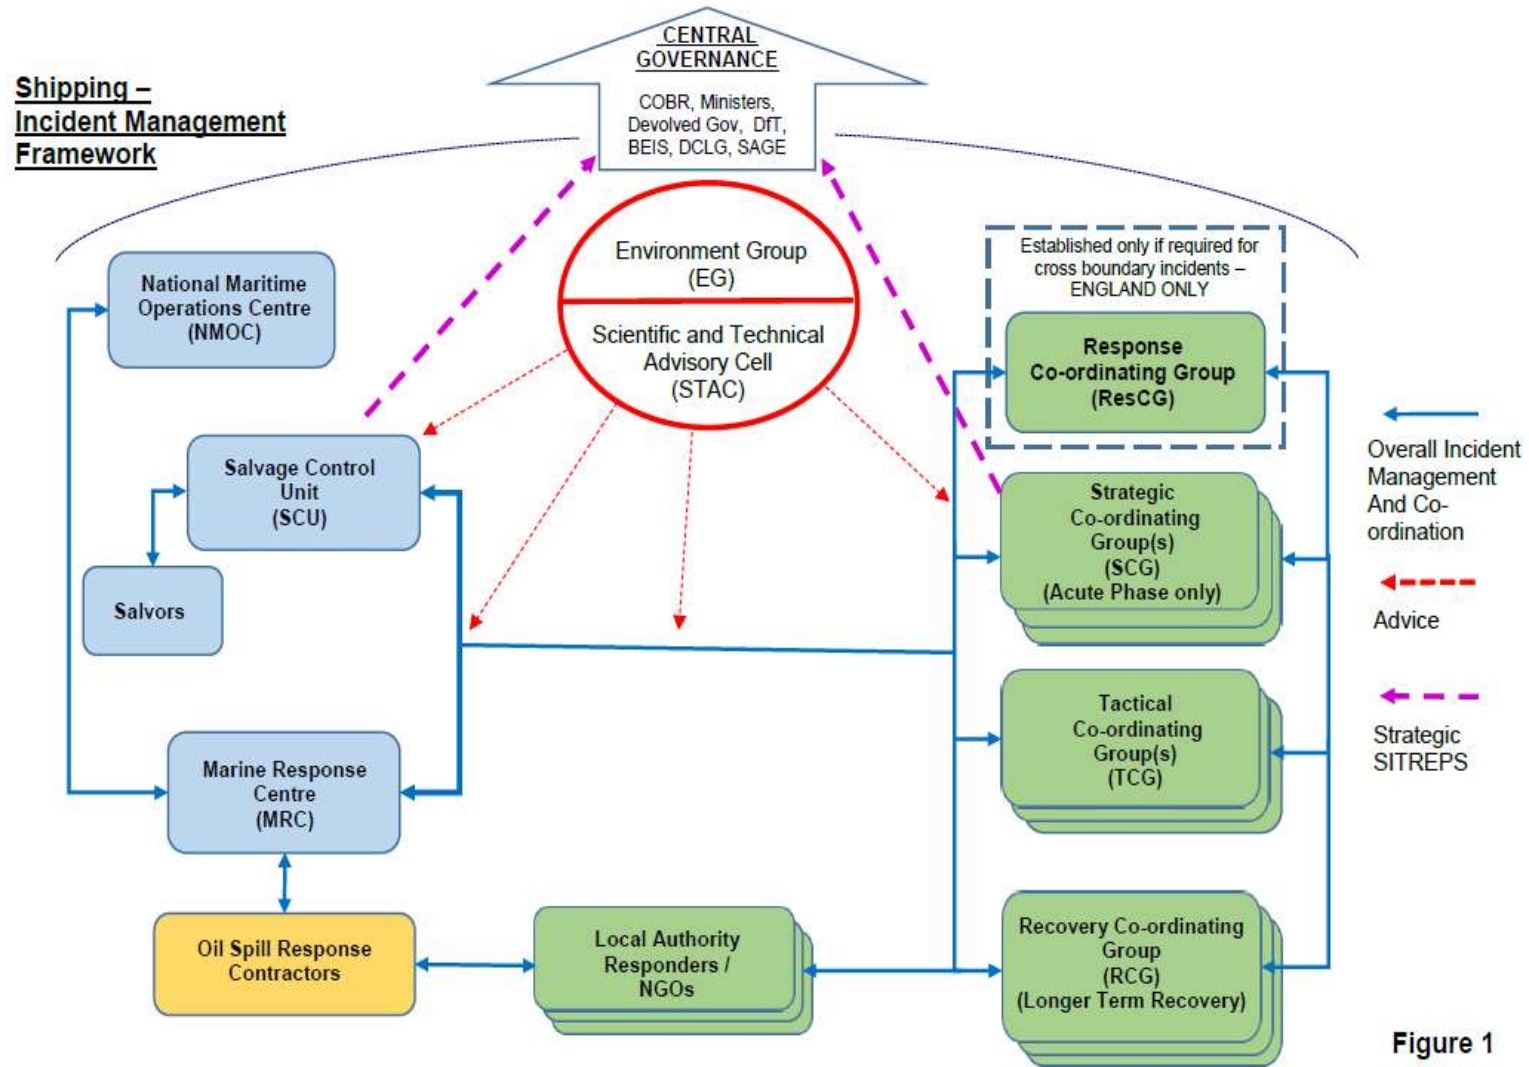 Shipping –
Incident Management
Framework
CENTRAL
GOVERNANCE
COBR, Ministers,
Devolved Gov, DfT,
BEIS, DCLG, SAGE
Environment Group
(EG)
Scientific and Technical
Advisory Cell
(STAC)
National Maritime
Operations Centre
(NMOC)
Salvage Control
Unit
(SCU)
Salvors
Marine Response
Centre
(MRC)
Oil Spill Response
Contractors
Local Authority
Responders /
NGOs
Established only if required for
cross boundary incidents –
ENGLAND ONLY
Response
Co-ordinating Group
(ResCG)
Strategic
Co-ordinating
Group(s)
(SCG)
(Acute Phase only)
Tactical
Co-ordinating
Group(s)
(TCG)
Recovery Co-ordinating
Group
(RCG)
(Longer Term Recovery)
Overall Incident
Management
And Co-
ordination
Advice
Strategic
SITREPS
Figure 1